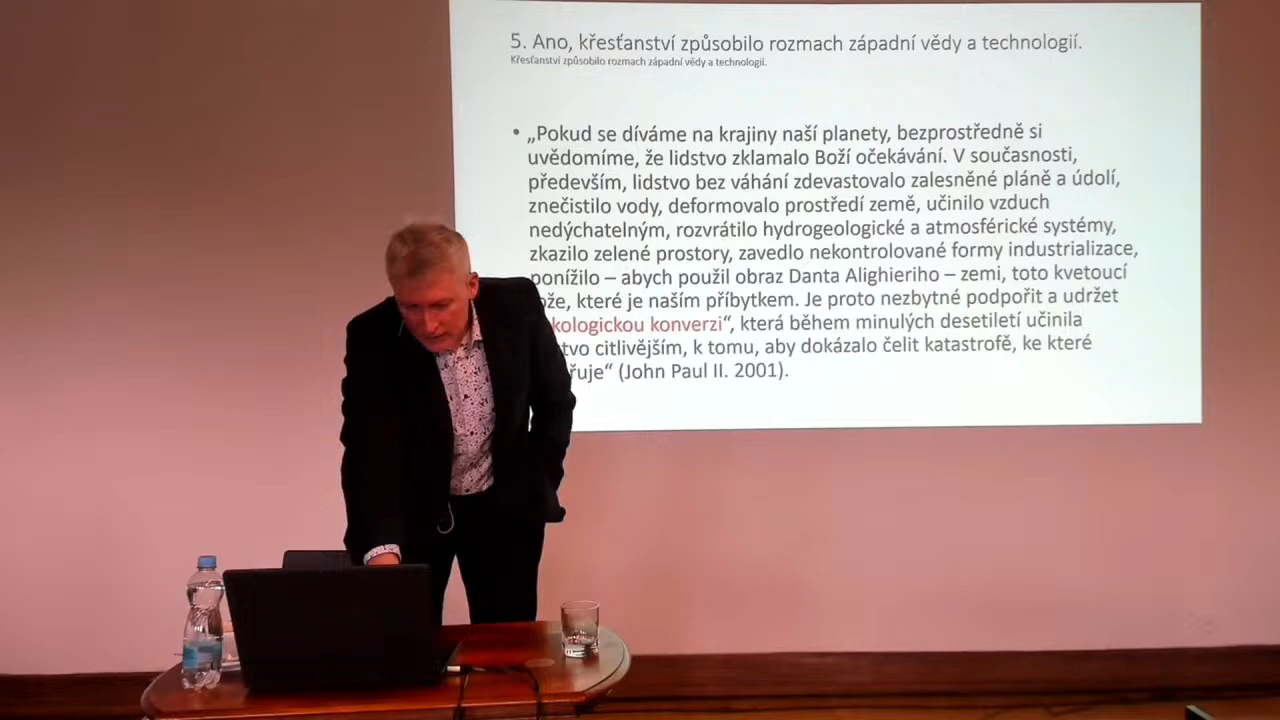 5. Ano, křesťanství způsobilo rozmach západní vědy a technologií.
Křesťanství způsobilo rozmach západní vědy a technologií.
• „Pokud se díváme na krajiny naší planety, bezprostředně si
uvědomíme, že lidstvo zklamalo Boží očekávání. V současnosti,
především, lidstvo bez váhání zdevastovalo zalesněné pláně a údolí,
znečistilo vody, deformovalo prostředí země, učinilo vzduch
nedýchatelným, rozvrátilo hydrogeologické a atmosférické systémy,
zkazilo zelené prostory, zavedlo nekontrolované formy industrializace,
ponížilo – abych použil obraz Danta Alighieriho – zemi, toto kvetoucí
že, které je naším příbytkem. Je proto nezbytné podpořit a udržet
kologickou konverzi“, která během minulých desetiletí učinila
tvo citlivějším, k tomu, aby dokázalo čelit katastrofě, ke které
řuje“ (John Paul II. 2001).